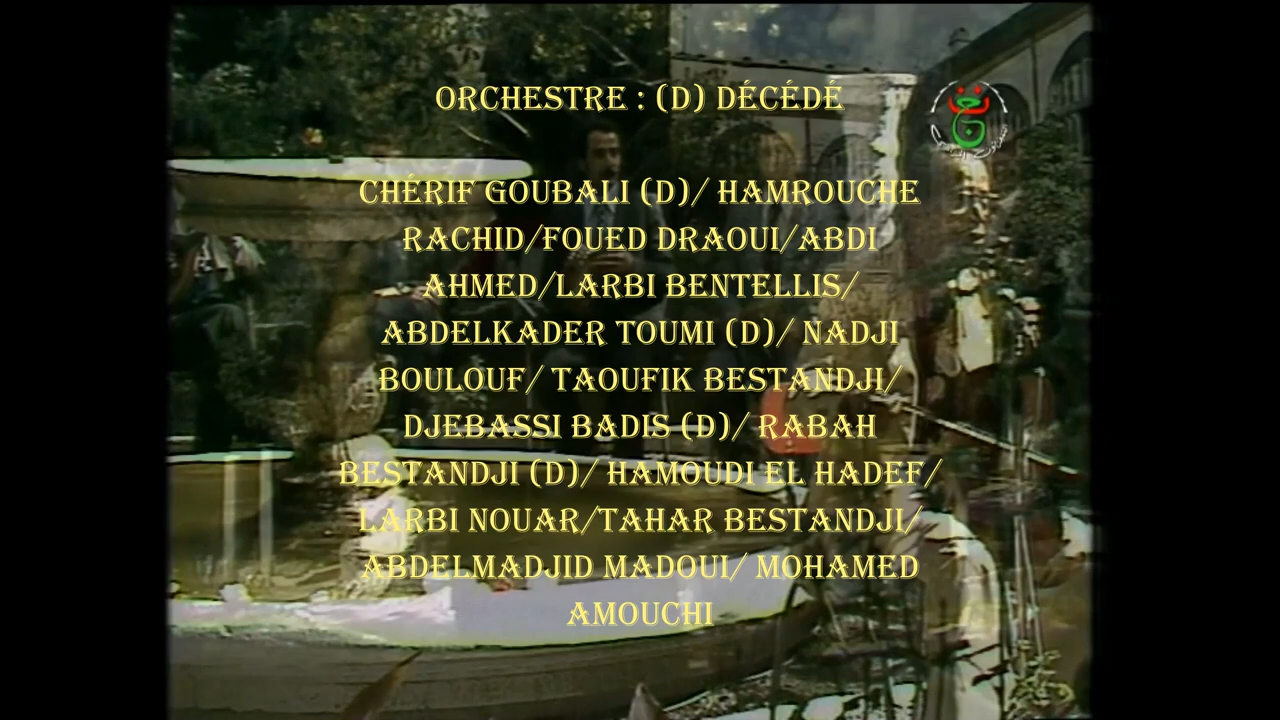 ORCHESTRE : (D) DÉCÉDÉ
CHÉRIF GOUBALI (D)/ HAMROUCHE
RACHID/FOUED DRAOUI/ABDI
AHMED/LARBI BENTELLIS/
ABDELKADER TOUMI (D)/ NADJI
BOULOUF/ TAOUFIK BESTANDJI/
DJEBASSI BADIS (D)/ RABAH
BESTANDJI (D)/ HAMOUDI EL HADEF/
LARBI NOUAR/TAHAR BESTANDJI/
ABDELMADJID MADOUI/ MOHAMED
AMOUCHI